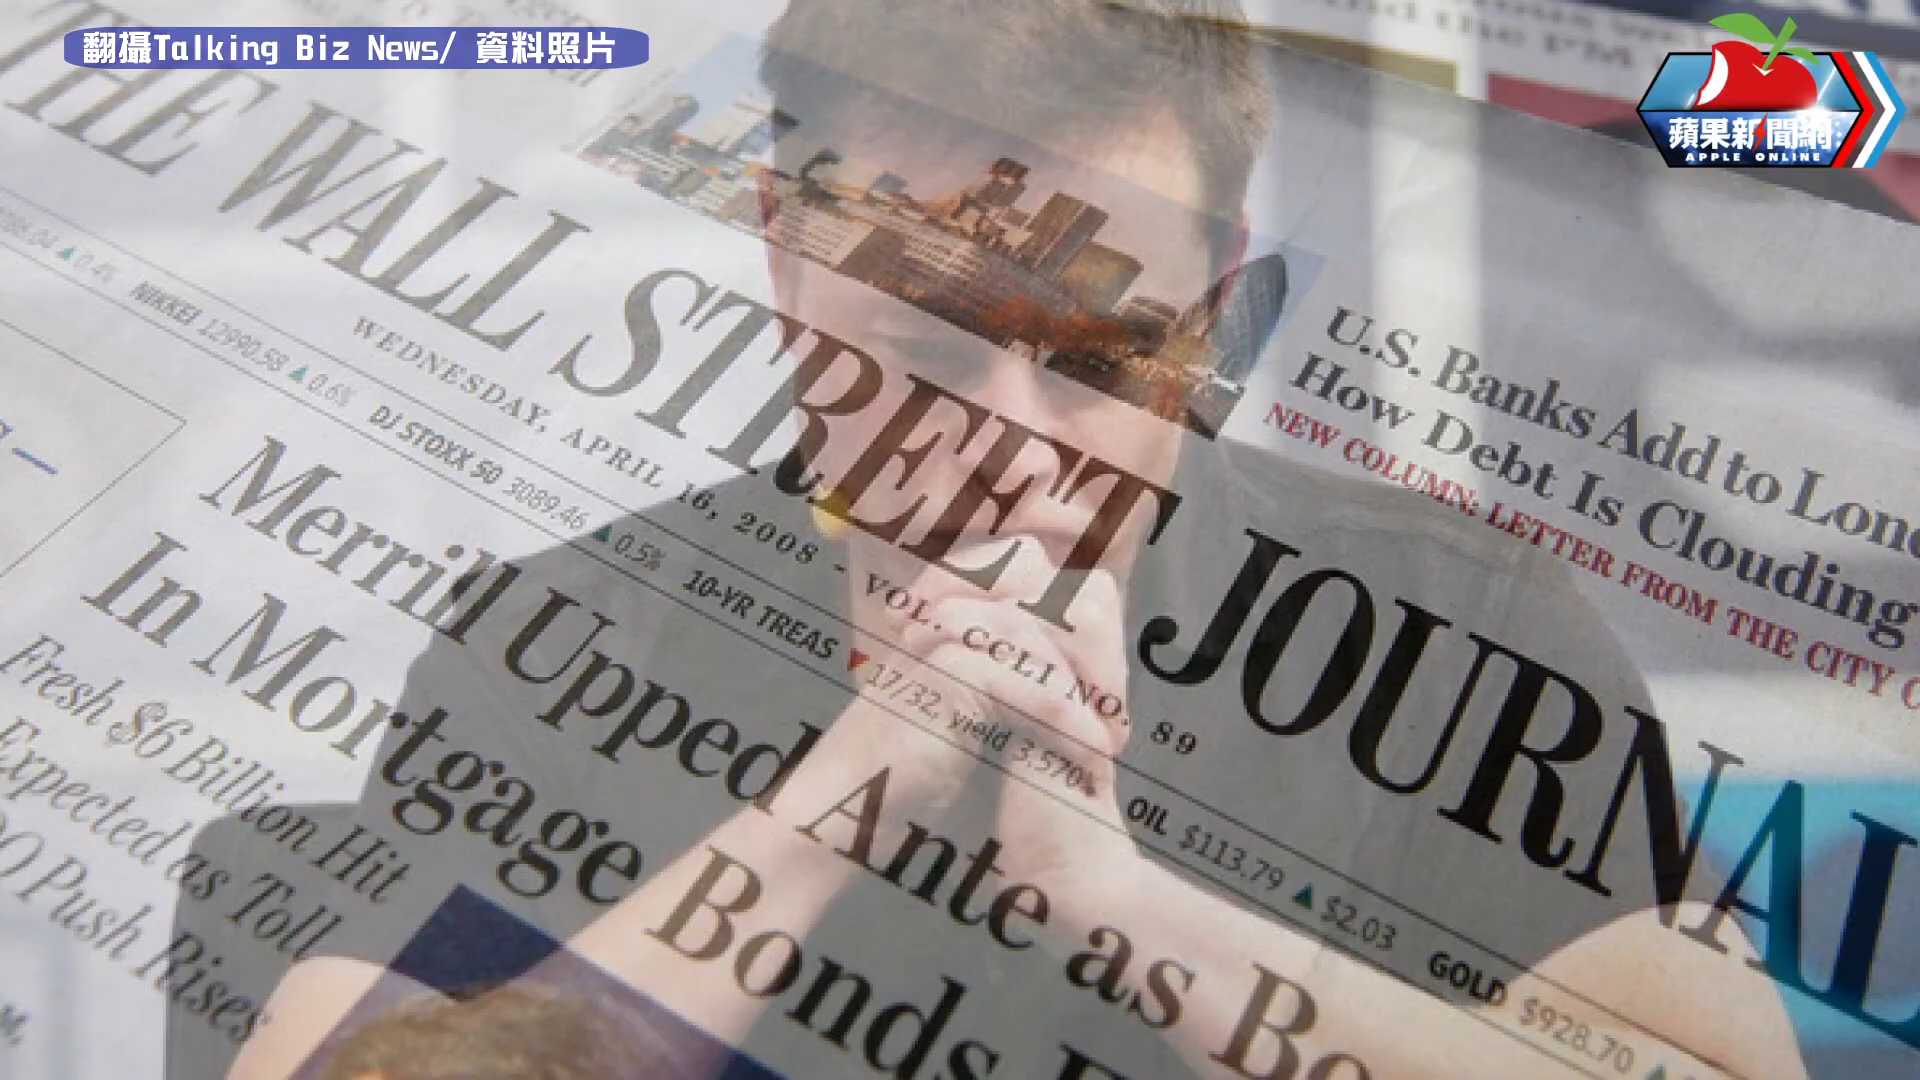 翻攝Talking Biz News/ 資料照片
蘋果新聞網
APPLE ONLINE
THE WALL STREET JOURNAL
NIKKEI 12990.58 ▲ 0.6% DJ STOXX 50 3089.46 ▲ 0.5% 10-YR TREAS ▼ 17/32, yield 3.570% OIL $113.79 ▲ $2.03 GOLD $928.70 ▲
WEDNESDAY, APRIL 16, 2008 - VOL. CCLI NO. 89
U.S. Banks Add to
How Debt Is Clouding
NEW COLUMN: LETTER FROM THE CITY
Merrill Upped Ante as
In Mortgage Bonds
Fresh $6 Billion Hit
Expected as Toll
Push Rises